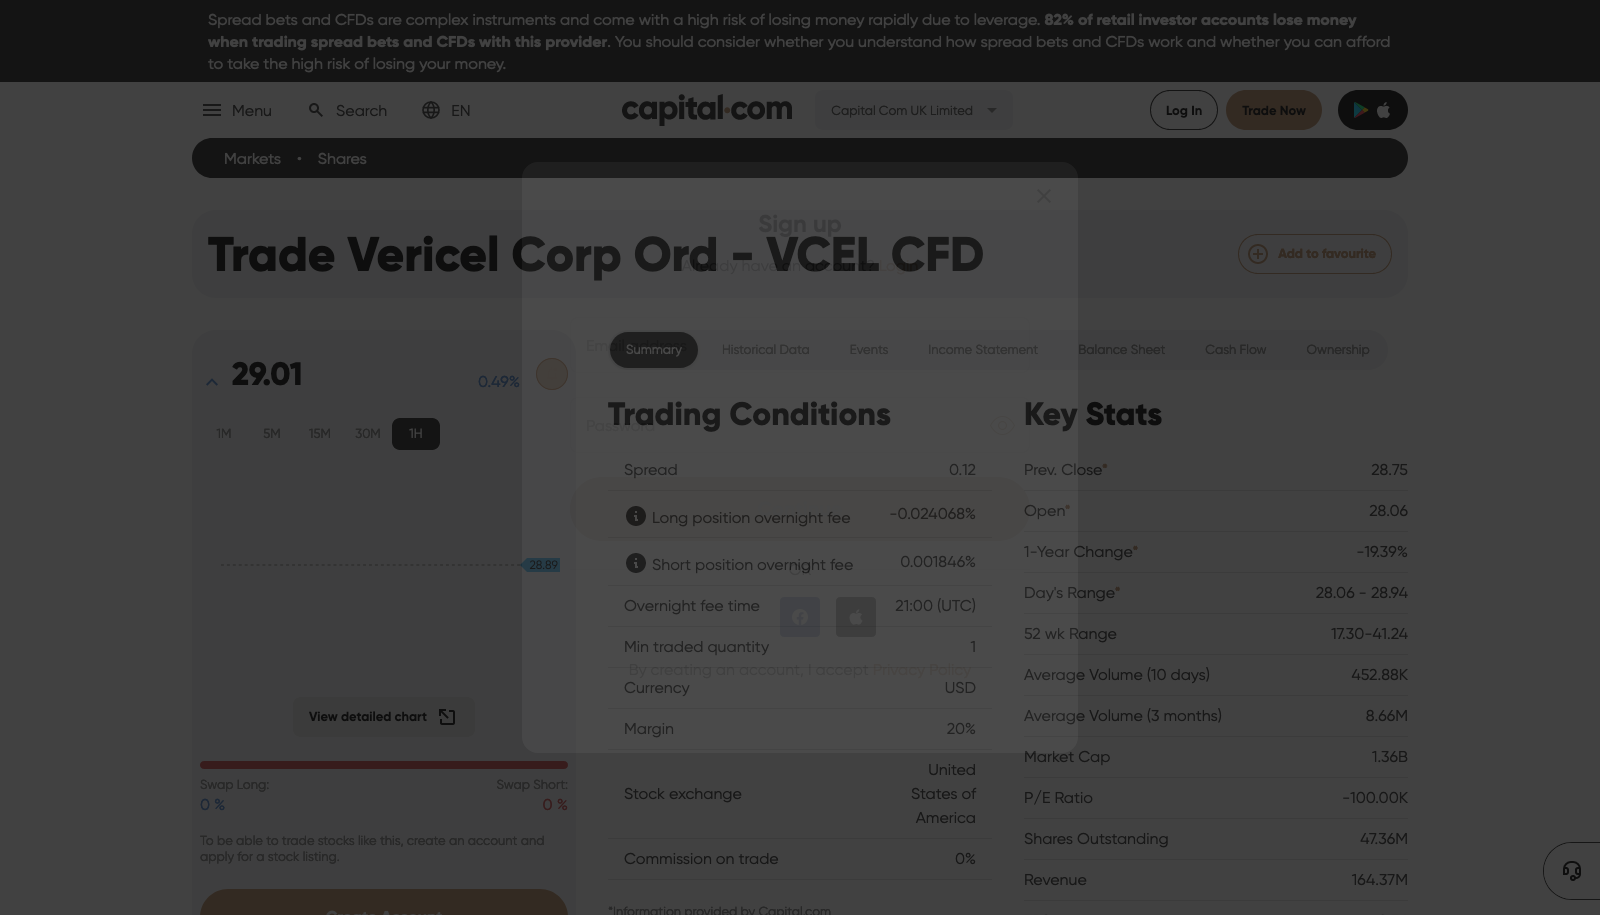 Spread bets and CFDs are complex instruments and come with a high risk of losing money rapidly due to leverage. 82% of retail investor accounts lose money
when trading spread bets and CFDs with this provider. You should consider whether you understand how spread bets and CFDs work and whether you can afford
to take the high risk of losing your money.
Menu Search EN capital.com Capital Com UK Limited Log In Trade Now
Markets • Shares
Sign up
Trade Vericel Corp Ord - VCEL CFD
Add to favourite
29.01 0.49%
1M 5M 15M 30M 1H
28.89
View detailed chart
Swap Long: Swap Short:
0 % 0 %
To be able to trade stocks like this, create an account and
apply for a stock listing.
Create Account
Summary Historical Data Events Income Statement Balance Sheet Cash Flow Ownership
Trading Conditions
Password
Spread 0.12
Long position overnight fee -0.024068%
Short position overnight fee 0.001846%
Overnight fee time 21:00 (UTC)
Min traded quantity 1
By creating an account, I accept Privacy Policy
Currency USD
Margin 20%
Stock exchange United
States of
America
Commission on trade 0%
*Information provided by Capital.com
Key Stats
Prev. Close* 28.75
Open* 28.06
1-Year Change* -19.39%
Day's Range* 28.06 - 28.94
52 wk Range 17.30-41.24
Average Volume (10 days) 452.88K
Average Volume (3 months) 8.66M
Market Cap 1.36B
P/E Ratio -100.00K
Shares Outstanding 47.36M
Revenue 164.37M